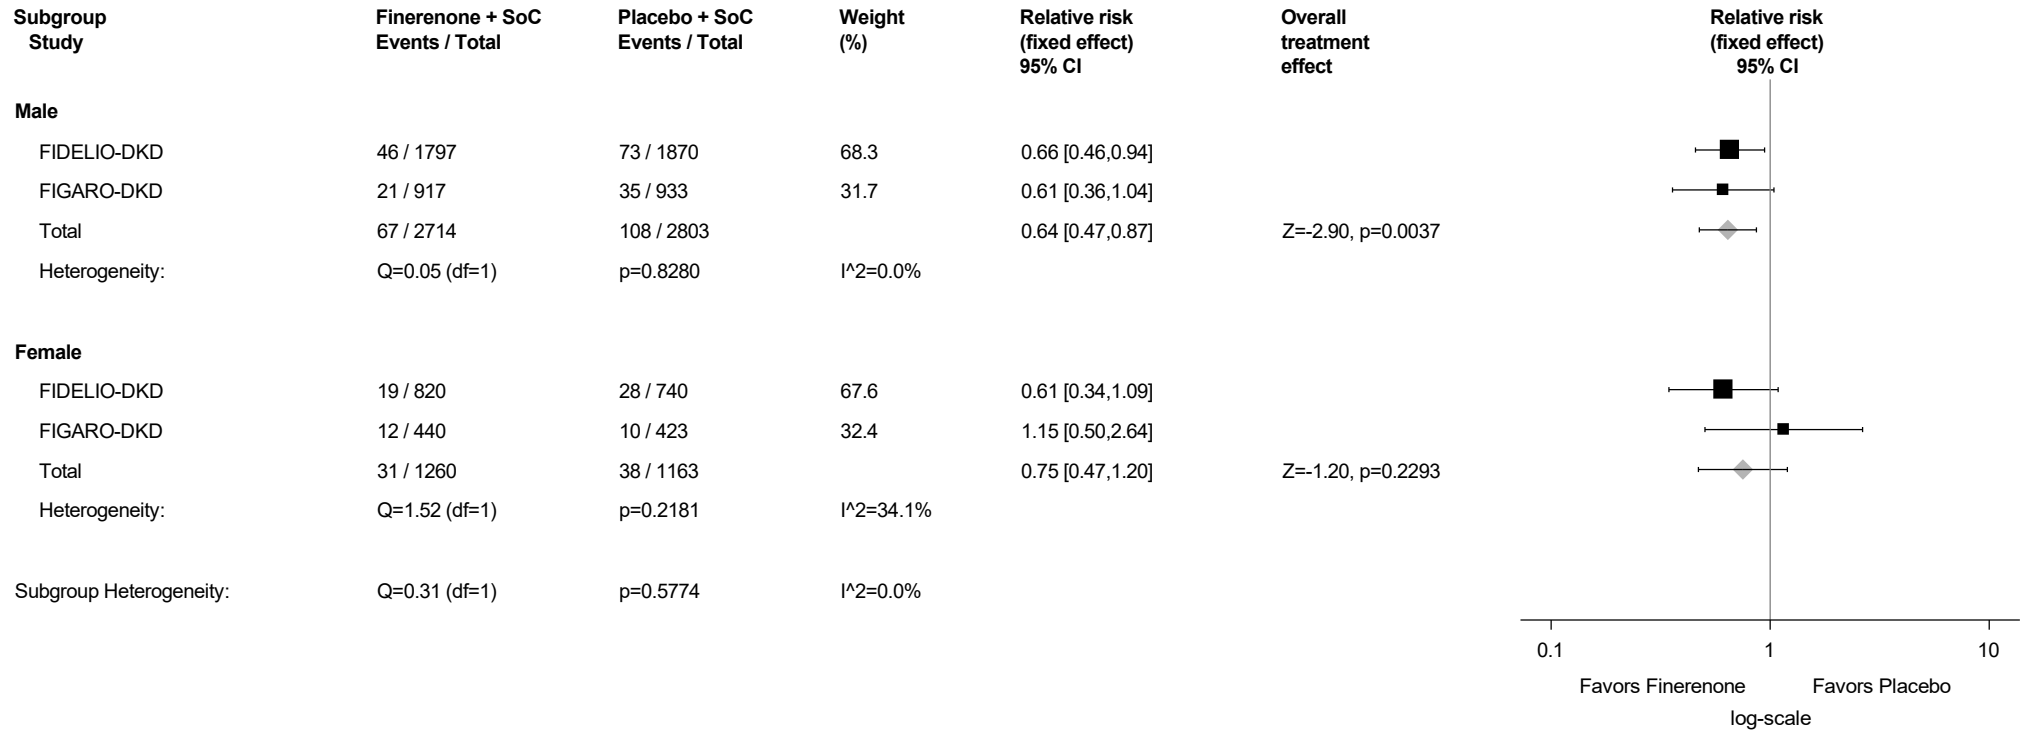 Subgroup Finerenone + SoC Placebo + SoC Weight Relative risk Overall Relative risk
Study Events / Total Events / Total (%) (fixed effect) treatment (fixed effect)
95% CI effect 95% CI
Male
FIDELIO-DKD 46 / 1797 73 / 1870 68.3 0.66 [0.46,0.94]
FIGARO-DKD 21 / 917 35 / 933 31.7 0.61 [0.36,1.04]
Total 67 / 2714 108 / 2803 0.64 [0.47,0.87] Z=-2.90, p=0.0037
Heterogeneity: Q=0.05 (df=1) p=0.8280 I^2=0.0%
Female
FIDELIO-DKD 19 / 820 28 / 740 67.6 0.61 [0.34,1.09]
FIGARO-DKD 12 / 440 10 / 423 32.4 1.15 [0.50,2.64]
Total 31 / 1260 38 / 1163 0.75 [0.47,1.20] Z=-1.20, p=0.2293
Heterogeneity: Q=1.52 (df=1) p=0.2181 I^2=34.1%
Subgroup Heterogeneity: Q=0.31 (df=1) p=0.5774 I^2=0.0%
0.1 1 10
Favors Finerenone Favors Placebo
log-scale